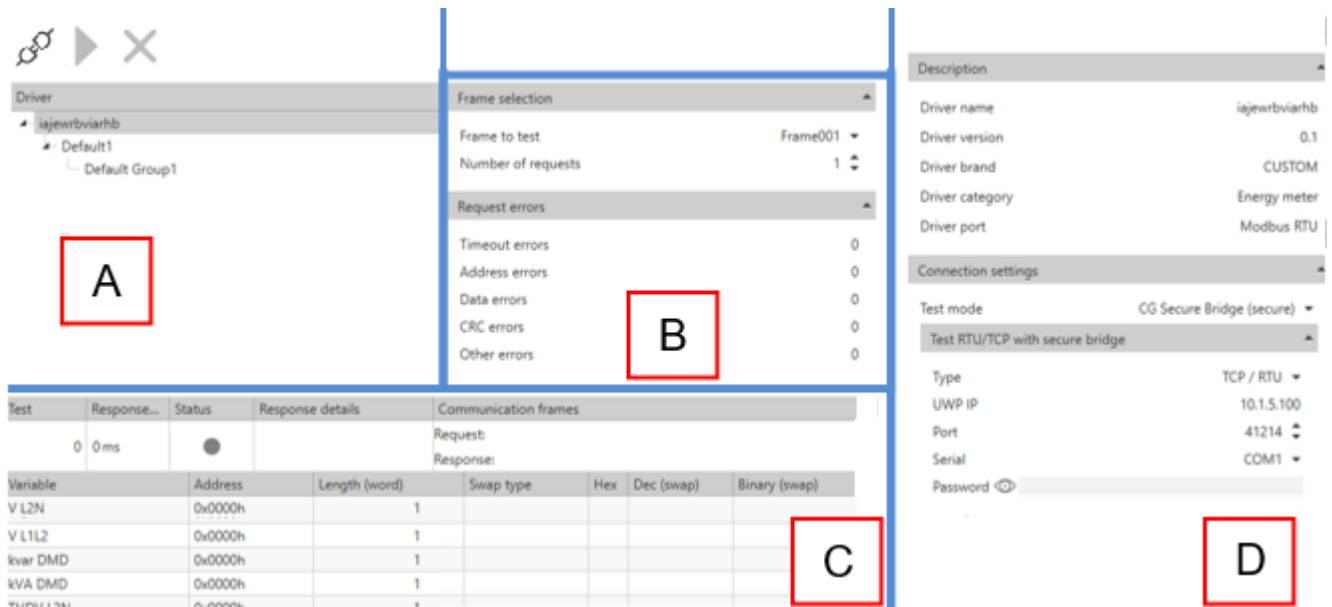 Driver
iajewrbviarhb
Default1
Default Group1
A
Frame selection
Frame to test Frame001
Number of requests 1
Request errors
Timeout errors 0
Address errors 0
Data errors 0
CRC errors 0
Other errors 0
B
Test Response... Status Response details Communication frames
0 0 ms Request:
Response:
Variable Address Length (word) Swap type Hex Dec (swap) Binary (swap)
V L2N 0x0000h 1
V L1L2 0x0000h 1
kvar DMD 0x0000h 1
kVA DMD 0x0000h 1
THDV L2N 0x0000h 1
C
Description
Driver name iajewrbviarhb
Driver version 0.1
Driver brand CUSTOM
Driver category Energy meter
Driver port Modbus RTU
Connection settings
Test mode CG Secure Bridge (secure)
Test RTU/TCP with secure bridge
Type TCP / RTU
UWP IP 10.1.5.100
Port 41214
Serial COM1
Password
D